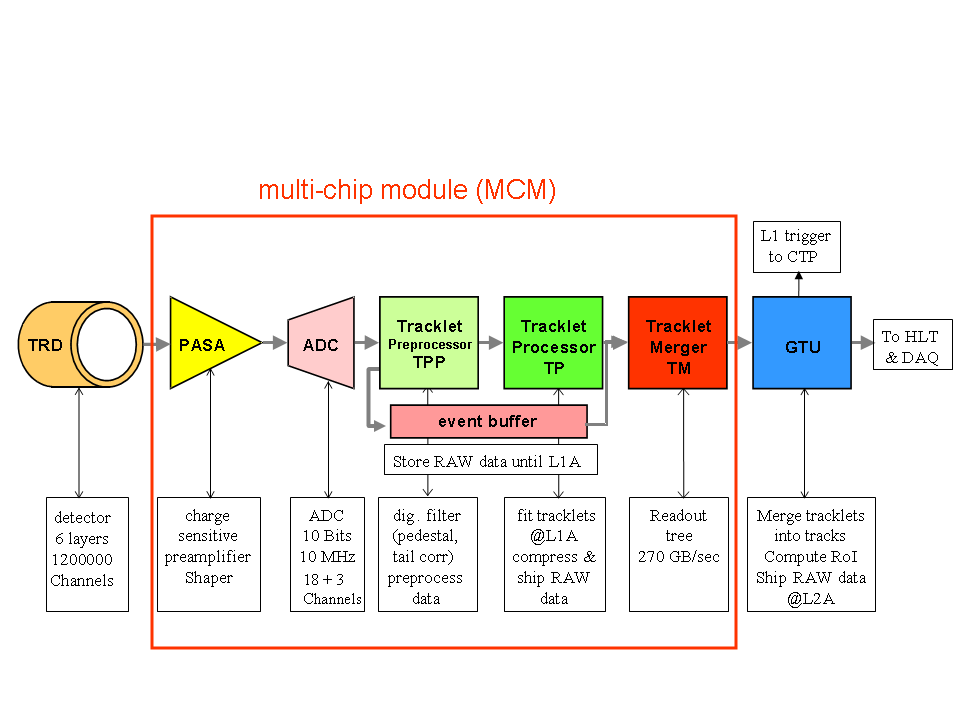 multi-chip module (MCM)
L1 trigger
to CTP
TRD
PASA
ADC
Tracklet
Preprocessor
TPP
Tracklet
Processor
TP
Tracklet
Merger
TM
GTU
To HLT
& DAQ
event buffer
Store RAW data until L1A
detector
6 layers
1200000
Channels
charge
sensitive
preamplifier
Shaper
ADC
10 Bits
10 MHz
18 + 3
Channels
dig. filter
(pedestal,
tail corr)
preprocess
data
fit tracklets
@L1A
compress &
ship RAW
data
Readout
tree
270 GB/sec
Merge tracklets
into tracks
Compute RoI
Ship RAW data
@L2A